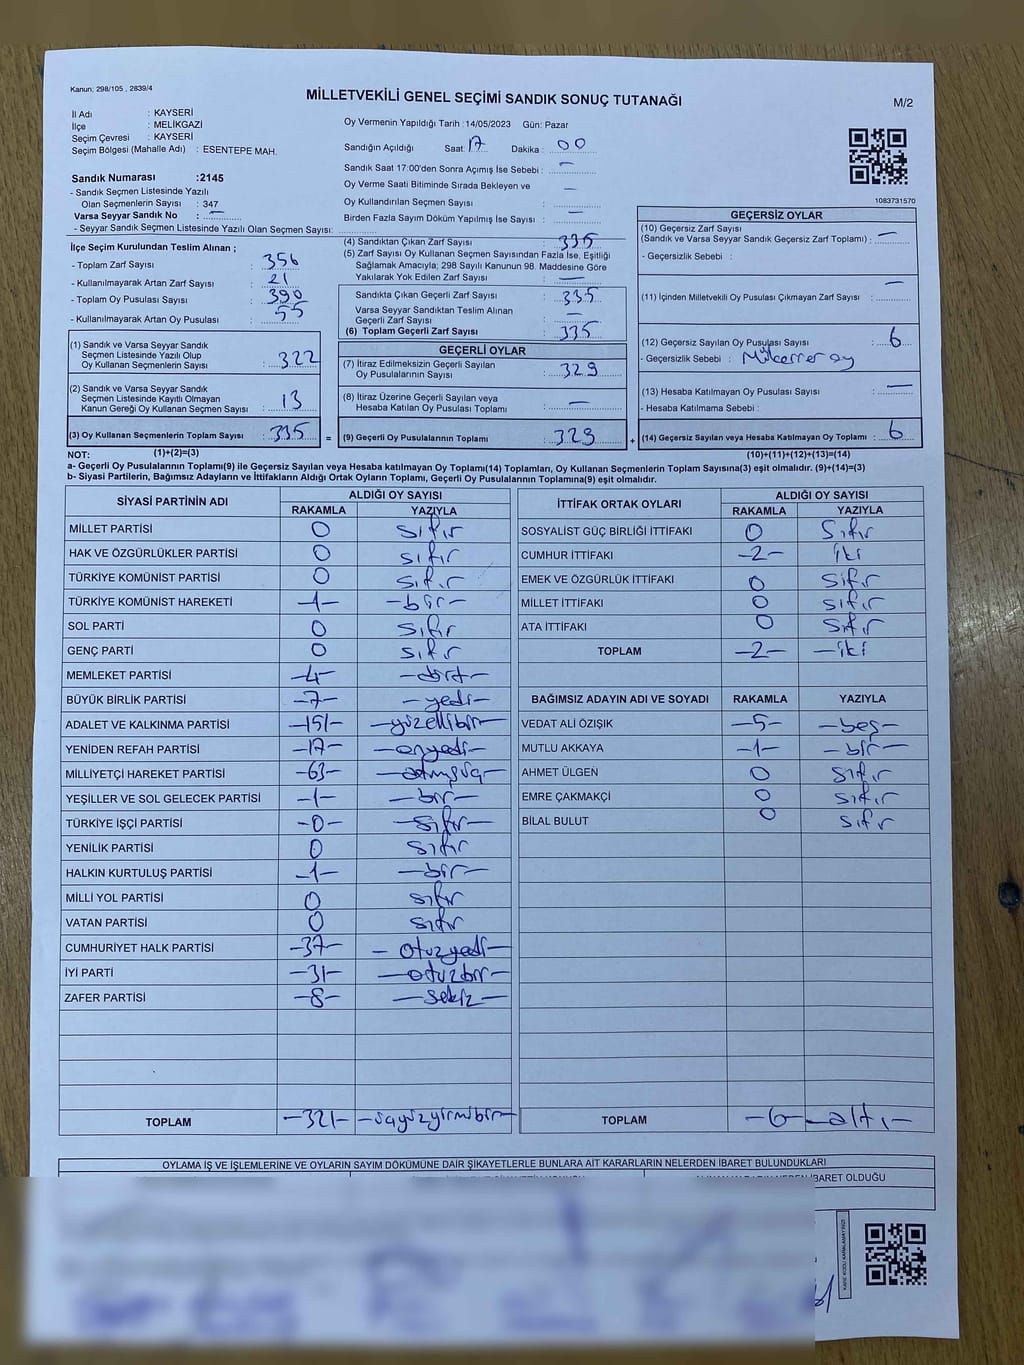 Kanun; 298/105 , 2839/4
MİLLETVEKİLİ GENEL SEÇİMİ SANDIK SONUÇ TUTANAĞI
M/2
İl Adı : KAYSERİ
İlçe : MELİKGAZİ
Seçim Çevresi : KAYSERİ
Seçim Bölgesi (Mahalle Adı) : ESENTEPE MAH.
Sandık Numarası :2145
- Sandık Seçmen Listesinde Yazılı
Olan Seçmenlerin Sayısı : 347
Varsa Seyyar Sandık No : –
- Seyyar Sandık Seçmen Listesinde Yazılı Olan Seçmen Sayısı:
Oy Vermenin Yapıldığı Tarih : 14/05/2023 Gün: Pazar
Sandığın Açıldığı Saat: 17 Dakika : 00
Sandık Saat 17:00'den Sonra Açımış İse Sebebi : –
Oy Verme Saati Bitiminde Sırada Bekleyen ve
Oy Kullandırılan Seçmen Sayısı : –
Birden Fazla Sayım Döküm Yapılmış İse Sayısı : –
1083731570
İlçe Seçim Kurulundan Teslim Alınan ;
- Toplam Zarf Sayısı : 356
- Kullanılmayarak Artan Zarf Sayısı : 21
- Toplam Oy Pusulası Sayısı : 390
- Kullanılmayarak Artan Oy Pusulası : 55
(1) Sandık ve Varsa Seyyar Sandık
Seçmen Listesinde Yazılı Olup
Oy Kullanan Seçmenlerin Sayısı : 322
(2) Sandık ve Varsa Seyyar Sandık
Seçmen Listesinde Kayıtlı Olmayan
Kanun Gereği Oy Kullanan Seçmen Sayısı : 13
(3) Oy Kullanan Seçmenlerin Toplam Sayısı : 335
(4) Sandıktan Çıkan Zarf Sayısı : 335
(5) Zarf Sayısı Oy Kullanan Seçmen Sayısından Fazla İse, Eşitliği
Sağlamak Amacıyla; 298 Sayılı Kanunun 98. Maddesine Göre
Yakılarak Yok Edilen Zarf Sayısı : –
Sandıkta Çıkan Geçerli Zarf Sayısı : 335
Varsa Seyyar Sandıktan Teslim Alınan
Geçerli Zarf Sayısı : –
(6) Toplam Geçerli Zarf Sayısı : 335
GEÇERLİ OYLAR
(7) İtiraz Edilmeksizin Geçerli Sayılan
Oy Pusulalarının Sayısı : 329
(8) İtiraz Üzerine Geçerli Sayılan veya
Hesaba Katılan Oy Pusulası Toplamı : –
= (9) Geçerli Oy Pusulalarının Toplamı : 329
GEÇERSİZ OYLAR
(10) Geçersiz Zarf Sayısı
(Sandık ve Varsa Seyyar Sandık Geçersiz Zarf Toplamı) : –
- Geçersizlik Sebebi :
(11) İçinden Milletvekili Oy Pusulası Çıkmayan Zarf Sayısı : –
(12) Geçersiz Sayılan Oy Pusulası Sayısı : 6
- Geçersizlik Sebebi : Mükerrer oy
(13) Hesaba Katılmayan Oy Pusulası Sayısı : –
- Hesaba Katılmama Sebebi :
+ (14) Geçersiz Sayılan veya Hesaba Katılmayan Oy Toplamı : 6
NOT: (1)+(2)=(3)
(10)+(11)+(12)+(13)=(14)
a- Geçerli Oy Pusulalarının Toplamı(9) ile Geçersiz Sayılan veya Hesaba katılmayan Oy Toplamı(14) Toplamları, Oy Kullanan Seçmenlerin Toplam Sayısına(3) eşit olmalıdır. (9)+(14)=(3)
b- Siyasi Partilerin, Bağımsız Adayların ve İttifakların Aldığı Ortak Oyların Toplamı, Geçerli Oy Pusulalarının Toplamına(9) eşit olmalıdır.
SİYASİ PARTİNİN ADI ALDIĞI OY SAYISI
RAKAMLA YAZIYLA
MİLLET PARTİSİ 0 sıfır
HAK VE ÖZGÜRLÜKLER PARTİSİ 0 sıfır
TÜRKİYE KOMÜNİST PARTİSİ 0 sıfır
TÜRKİYE KOMÜNİST HAREKETİ -1- -bir-
SOL PARTİ 0 sıfır
GENÇ PARTİ 0 sıfır
MEMLEKET PARTİSİ -4- -dört-
BÜYÜK BİRLİK PARTİSİ -7- -yedi-
ADALET VE KALKINMA PARTİSİ -151- -yüzellibir-
YENİDEN REFAH PARTİSİ -17- -onyedi-
MİLLİYETÇİ HAREKET PARTİSİ -63- -atmışüç-
YEŞİLLER VE SOL GELECEK PARTİSİ -1- -bir-
TÜRKİYE İŞÇİ PARTİSİ -0- -sıfır-
YENİLİK PARTİSİ 0 sıfır
HALKIN KURTULUŞ PARTİSİ -1- -bir-
MİLLİ YOL PARTİSİ 0 sıfır
VATAN PARTİSİ 0 sıfır
CUMHURİYET HALK PARTİSİ -37- -otuzyedi-
İYİ PARTİ -31- -otuzbir-
ZAFER PARTİSİ -8- -sekiz-
TOPLAM -321- -üçyüzyirmibir-
İTTİFAK ORTAK OYLARI ALDIĞI OY SAYISI
RAKAMLA YAZIYLA
SOSYALİST GÜÇ BİRLİĞİ İTTİFAKI 0 Sıfır
CUMHUR İTTİFAKI -2- iki
EMEK VE ÖZGÜRLÜK İTTİFAKI 0 sıfır
MİLLET İTTİFAKI 0 sıfır
ATA İTTİFAKI 0 sıfır
TOPLAM -2- -iki
BAĞIMSIZ ADAYIN ADI VE SOYADI RAKAMLA YAZIYLA
VEDAT ALİ ÖZIŞIK -5- -beş-
MUTLU AKKAYA -1- -bir-
AHMET ÜLGEN 0 sıfır
EMRE ÇAKMAKÇİ 0 sıfır
BİLAL BULUT 0 sıfır
TOPLAM -6- -altı-
OYLAMA İŞ VE İŞLEMLERİNE VE OYLARIN SAYIM DÖKÜMÜNE DAİR ŞİKAYETLERLE BUNLARA AİT KARARLARIN NELERDEN İBARET BULUNDUKLARI
İBARET OLDUĞU
KARE KODU KARALAMAYINIZ!